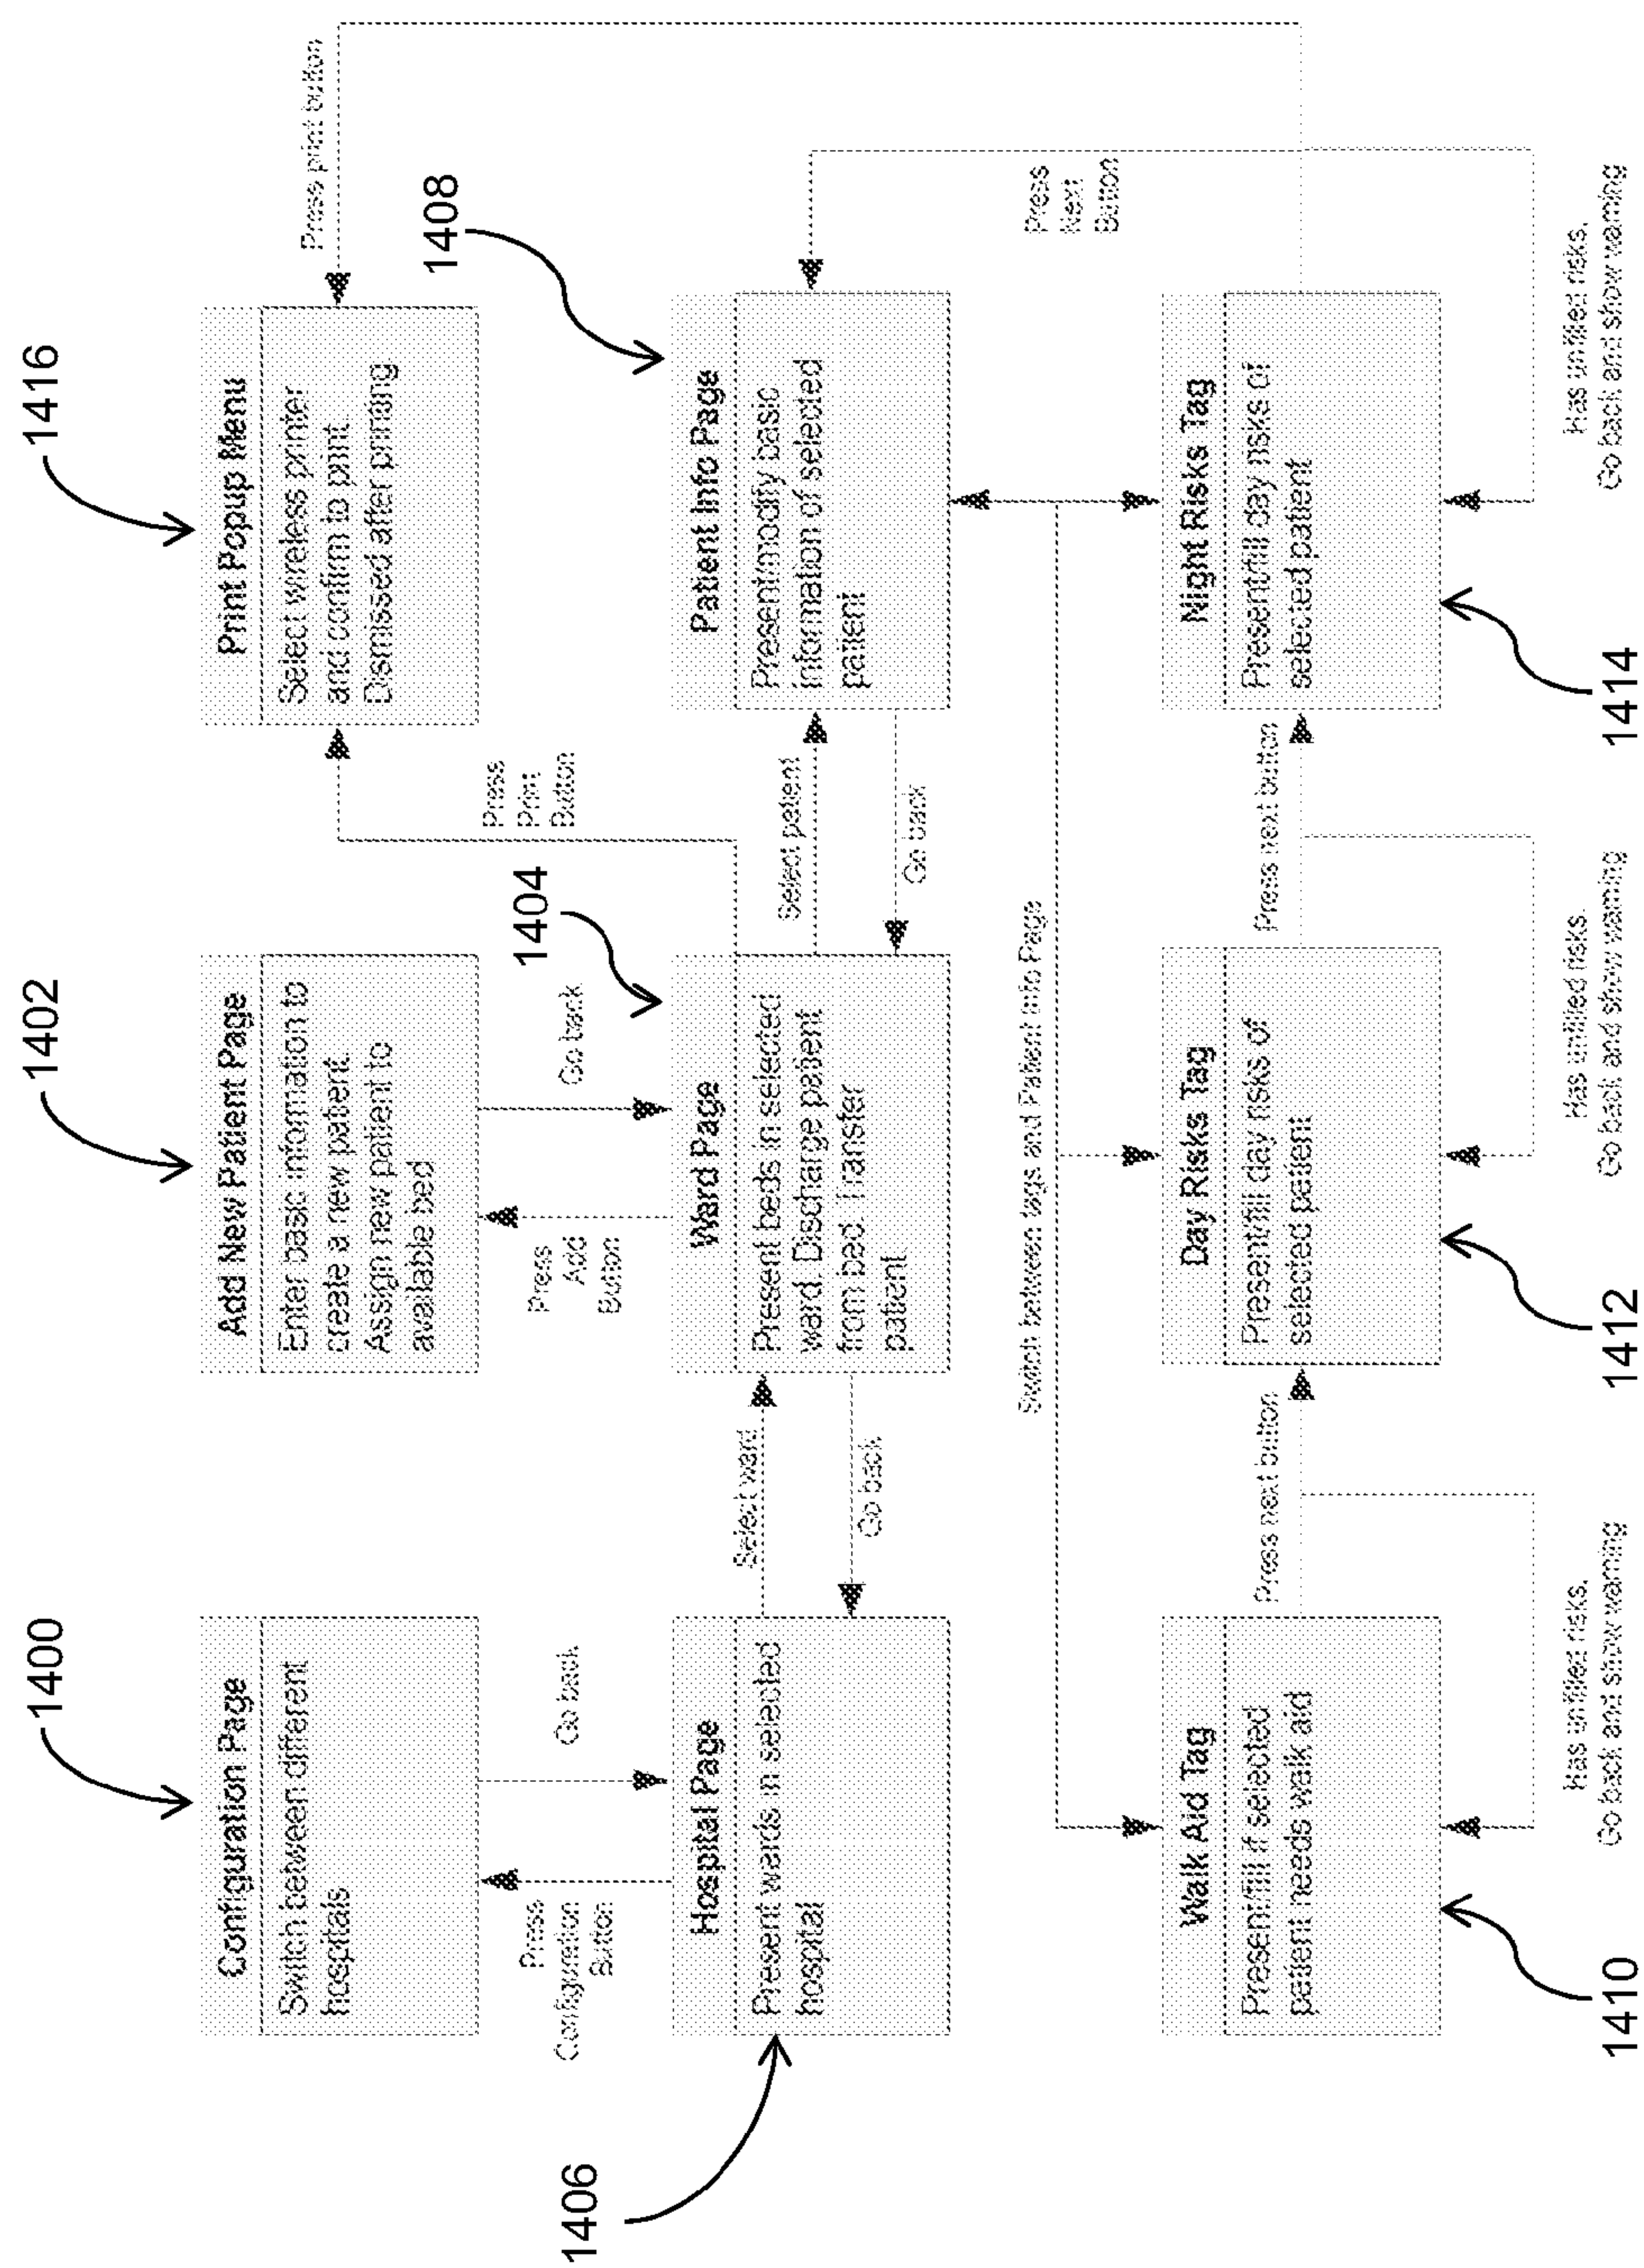 1400
Configuration Page
Switch between different
hospitals
1402
Add New Patient Page
Enter basic information to
create a new patient.
Assign new patient to
available bed
1416
Print Popup Menu
Select wireless printer
and confirm to print.
Dismissed after printing.
Press
Configuration
Button
Go back
Press
Add
Button
Go back
1404
Press
Print
Button
Press print button
1408
1406
Hospital Page
Present wards in selected
hospital
Select ward
Go back
Ward Page
Present beds in selected
ward. Discharge patient
from bed. Transfer
patient
Select patient
Go back
Patient Info Page
Present/modify basic
information of selected
patient
Switch between tags and Patient Info Page
Press
Next
Button
Walk Aid Tag
Present/fill if selected
patient needs walk aid
Press next button
Day Risks Tag
Present/fill day risks of
selected patient
Press next button
Night Risks Tag
Present/fill day risks of
selected patient
Has unfilled risks.
Go back and show warning
Has unfilled risks.
Go back and show warning
Has unfilled risks.
Go back and show warning
1410
1412
1414